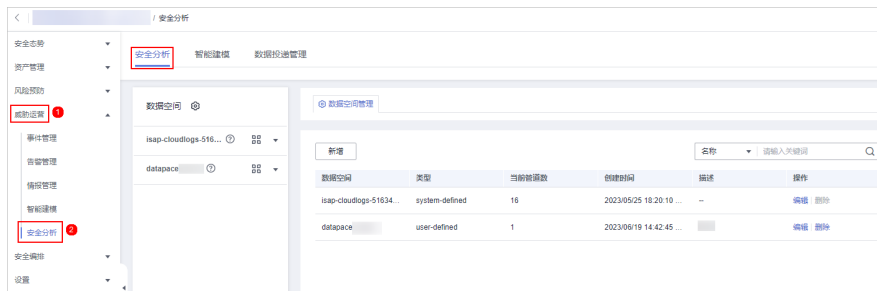 / 安全分析
安全态势
资产管理
风险预防
威胁运营 1
事件管理
告警管理
情报管理
智能建模
安全分析 2
安全编排
设置
安全分析 智能建模 数据投递管理
数据空间
isap-cloudlogs-516...
datapace
数据空间管理
新增
名称 请输入关键词
数据空间 类型 当前管道数 创建时间 描述 操作
isap-cloudlogs-51634... system-defined 16 2023/05/25 18:20:10 ... -- 编辑 删除
datapace user-defined 1 2023/06/19 14:42:45 ... 编辑 删除